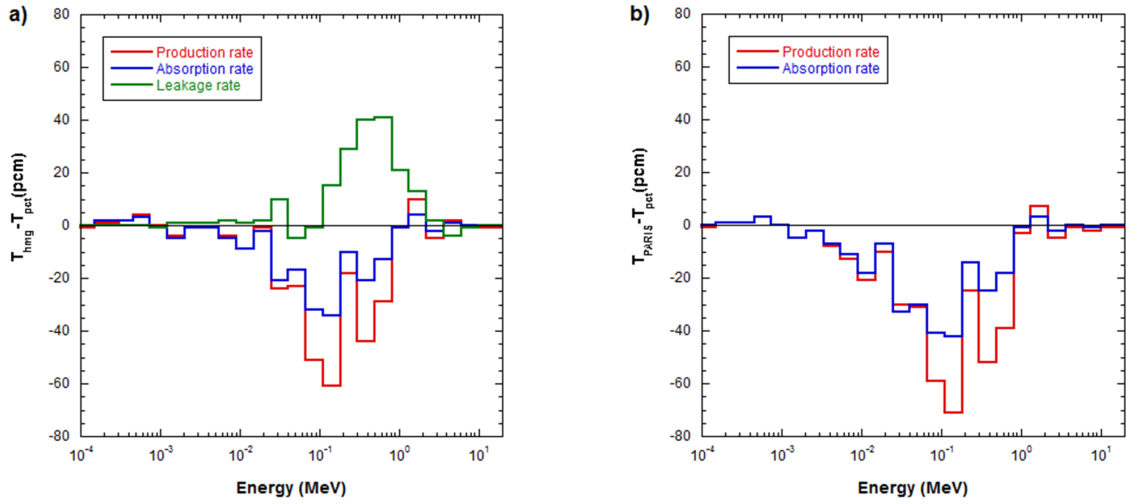 a)
80
60
40
20
0
-20
-40
-60
-80
T_hmg-T_pct(pcm)
Production rate
Absorption rate
Leakage rate
10^-4
10^-3
10^-2
10^-1
10^0
10^1
Energy (MeV)
b)
80
60
40
20
0
-20
-40
-60
-80
T_PARIS-T_pct(pcm)
Production rate
Absorption rate
10^-4
10^-3
10^-2
10^-1
10^0
10^1
Energy (MeV)